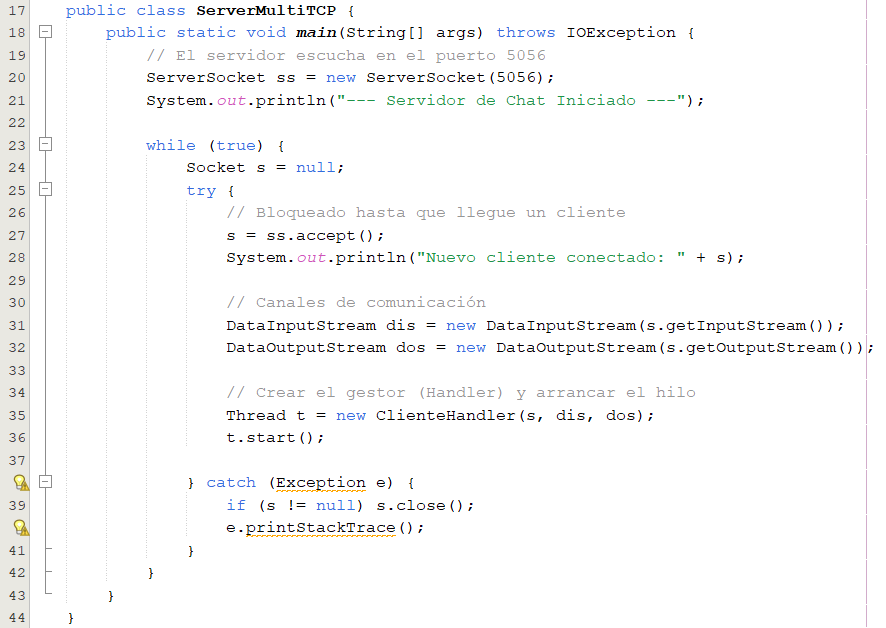 17 public class ServerMultiTCP {
18 public static void main(String[] args) throws IOException {
19 // El servidor escucha en el puerto 5056
20 ServerSocket ss = new ServerSocket(5056);
21 System.out.println("--- Servidor de Chat Iniciado ---");
22
23 while (true) {
24 Socket s = null;
25 try {
26 // Bloqueado hasta que llegue un cliente
27 s = ss.accept();
28 System.out.println("Nuevo cliente conectado: " + s);
29
30 // Canales de comunicación
31 DataInputStream dis = new DataInputStream(s.getInputStream());
32 DataOutputStream dos = new DataOutputStream(s.getOutputStream());
33
34 // Crear el gestor (Handler) y arrancar el hilo
35 Thread t = new ClienteHandler(s, dis, dos);
36 t.start();
37
} catch (Exception e) {
39 if (s != null) s.close();
e.printStackTrace();
41 }
42 }
43 }
44 }